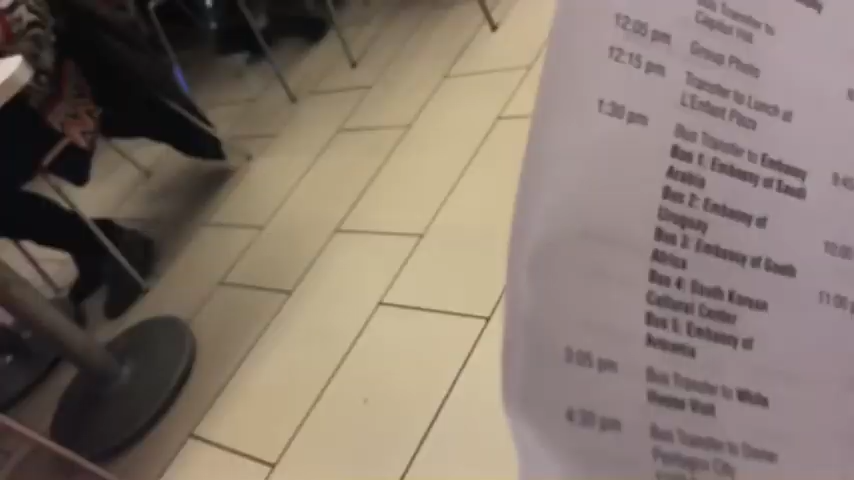 Bus Transfer to
Capitol Hill
12:05 pm Group Photo
12:15 pm Transfer to Lunch at
L'Enfant Plaza
1:30 pm Bus Transfer to Embassy
Bus 1: Embassy of Saudi
Arabia
Bus 2: Embassy of
Uruguay
Bus 3: Embassy of South
Africa
Bus 4: South Korean
Cultural Center
Bus 5: Embassy of
Armenia
3:05 pm Bus Transfer to White
House Visit
4:30 pm Bus Transfer to Dinner
Pentagon City